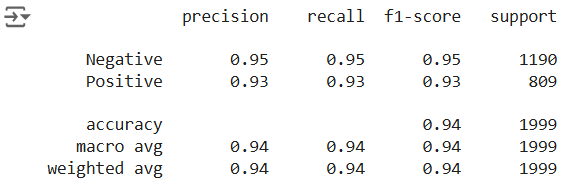 precision recall f1-score support
Negative 0.95 0.95 0.95 1190
Positive 0.93 0.93 0.93 809
accuracy 0.94 1999
macro avg 0.94 0.94 0.94 1999
weighted avg 0.94 0.94 0.94 1999